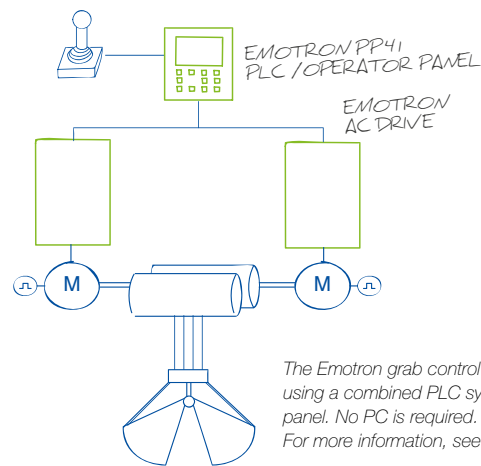 EMOTRON PP41
PLC / OPERATOR PANEL
EMOTRON
AC DRIVE
M
M
The Emotron grab control
using a combined PLC sy
panel. No PC is required.
For more information, see